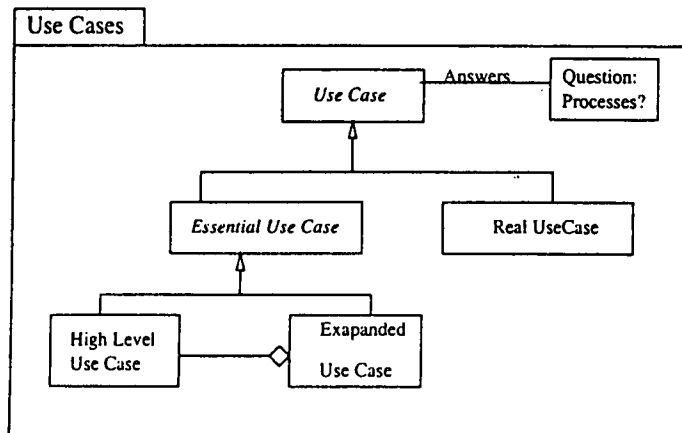 Use Cases
Use Case
Answers
Question:
Processes?
Essential Use Case
Real UseCase
High Level
Use Case
Exapanded
Use Case